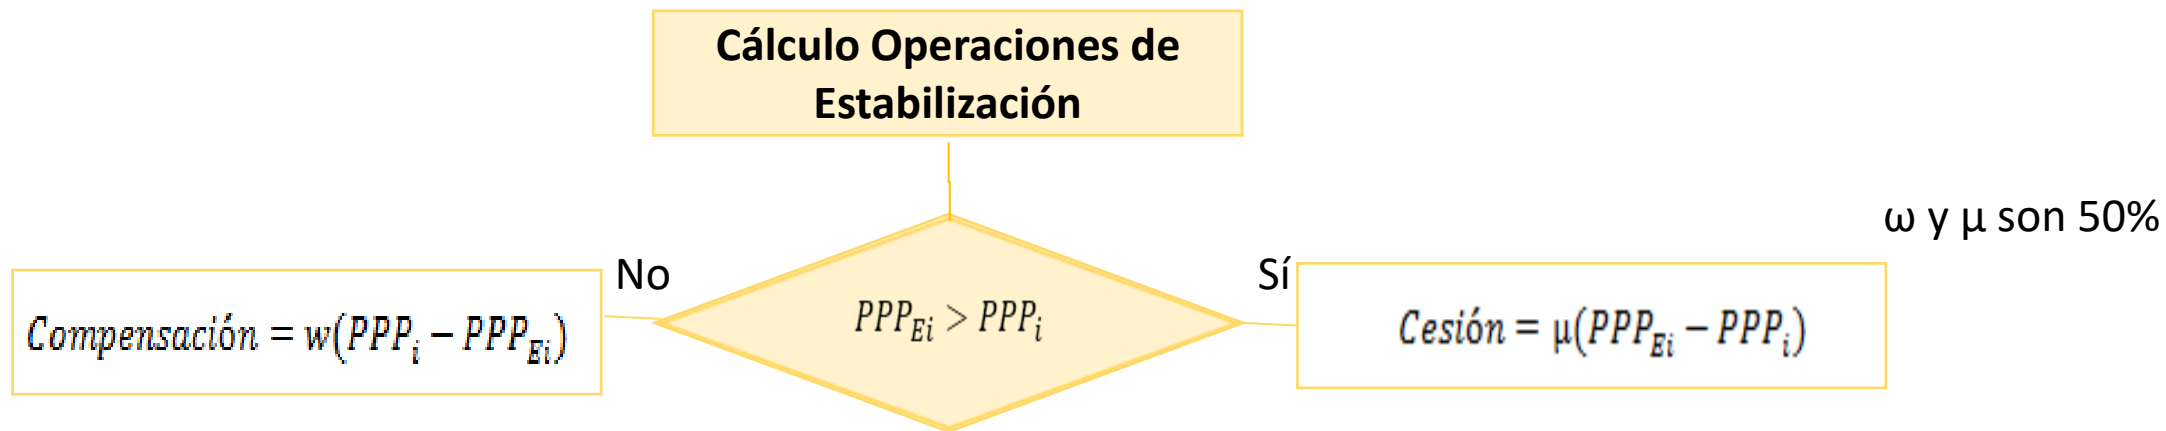 Cálculo Operaciones de
Estabilización
ω y μ son 50%
No
Sí
Compensación = w(PPP_i − PPP_Ei)
PPP_Ei > PPP_i
Cesión = μ(PPP_Ei − PPP_i)